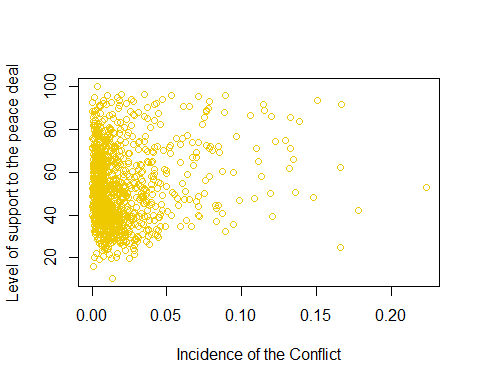 Level of support to the peace deal
100
80
60
40
20
0.00 0.05 0.10 0.15 0.20
Incidence of the Conflict